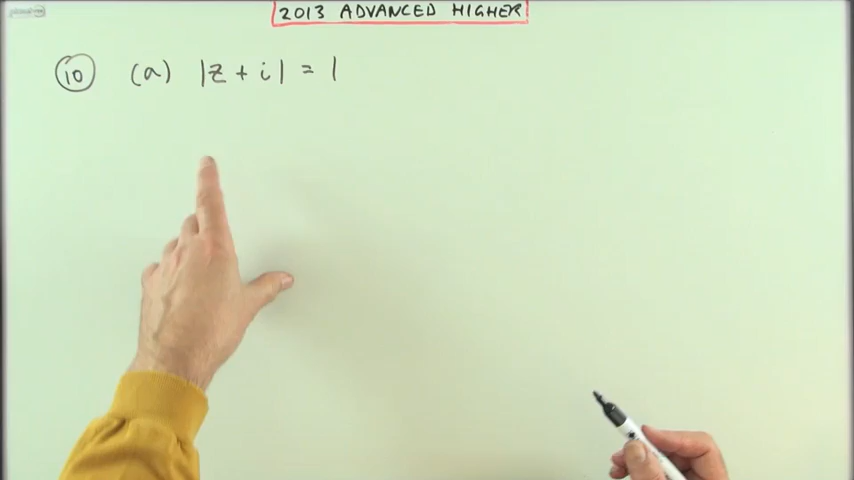 2013 ADVANCED HIGHER
10 (a) |z + i| = 1